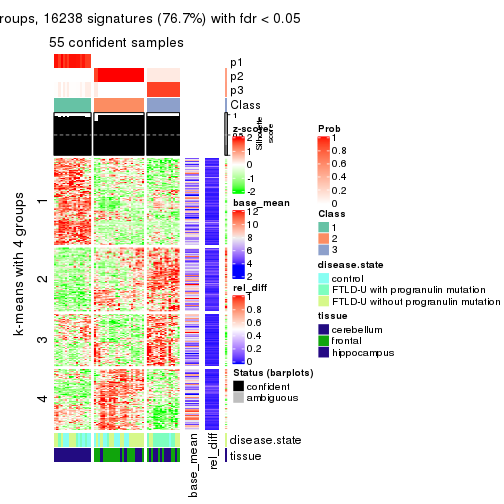 roups, 16238 signatures (76.7%) with fdr < 0.05
55 confident samples
p1
p2
p3
Class
1
Silhouette
score
z-score
2
1
0
-1
-2
base_mean
12
10
8
6
4
2
rel_diff
1
0.8
0.6
0.4
0.2
0
Status (barplots)
confident
ambiguous
k-means with 4 groups
1
2
3
4
base_mean
rel_diff
disease.state
tissue
Prob
1
0.8
0.6
0.4
0.2
0
Class
1
2
3
disease.state
control
FTLD-U with progranulin mutation
FTLD-U without progranulin mutation
tissue
cerebellum
frontal
hippocampus